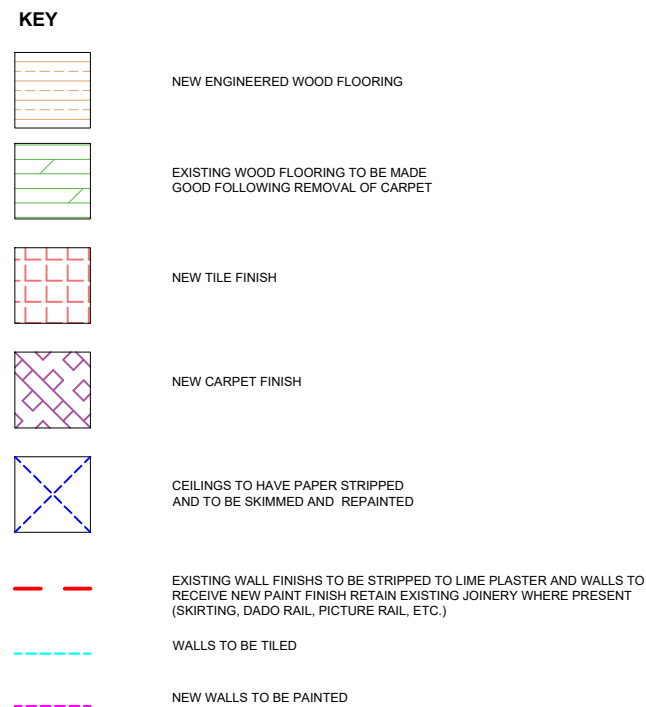 KEY
NEW ENGINEERED WOOD FLOORING
EXISTING WOOD FLOORING TO BE MADE
GOOD FOLLOWING REMOVAL OF CARPET
NEW TILE FINISH
NEW CARPET FINISH
CEILINGS TO HAVE PAPER STRIPPED
AND TO BE SKIMMED AND REPAINTED
EXISTING WALL FINISHS TO BE STRIPPED TO LIME PLASTER AND WALLS TO
RECEIVE NEW PAINT FINISH RETAIN EXISTING JOINERY WHERE PRESENT
(SKIRTING, DADO RAIL, PICTURE RAIL, ETC.)
WALLS TO BE TILED
NEW WALLS TO BE PAINTED